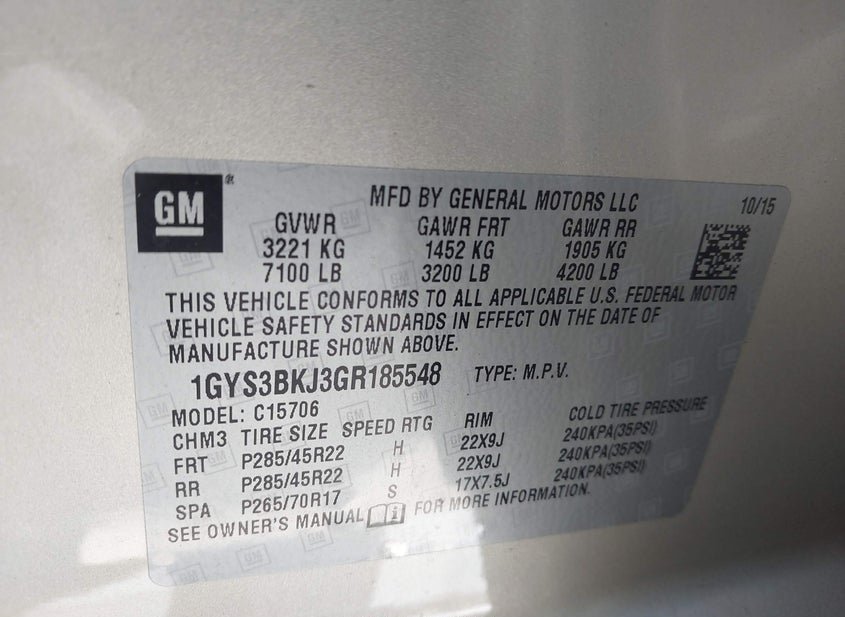 GM
MFD BY GENERAL MOTORS LLC 10/15
GVWR GAWR FRT GAWR RR
3221 KG 1452 KG 1905 KG
7100 LB 3200 LB 4200 LB
THIS VEHICLE CONFORMS TO ALL APPLICABLE U.S. FEDERAL MOTOR
VEHICLE SAFETY STANDARDS IN EFFECT ON THE DATE OF
MANUFACTURE SHOWN ABOVE.
1GYS3BKJ3GR185548 TYPE: M.P.V.
MODEL: C15706
CHM3 TIRE SIZE SPEED RTG RIM COLD TIRE PRESSURE
FRT P285/45R22 H 22X9J 240KPA(35PSI)
RR P285/45R22 H 22X9J 240KPA(35PSI)
SPA P265/70R17 S 17X7.5J 240KPA(35PSI)
SEE OWNER'S MANUAL FOR MORE INFORMATION.